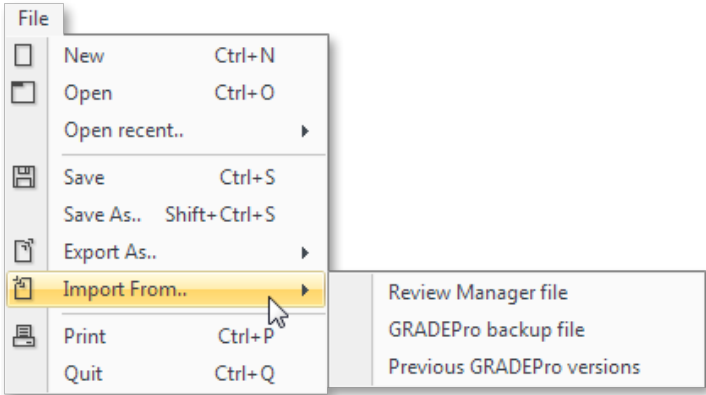 File
New Ctrl+N
Open Ctrl+O
Open recent..
Save Ctrl+S
Save As.. Shift+Ctrl+S
Export As..
Import From..
Review Manager file
GRADEPro backup file
Print Ctrl+P
Previous GRADEPro versions
Quit Ctrl+Q